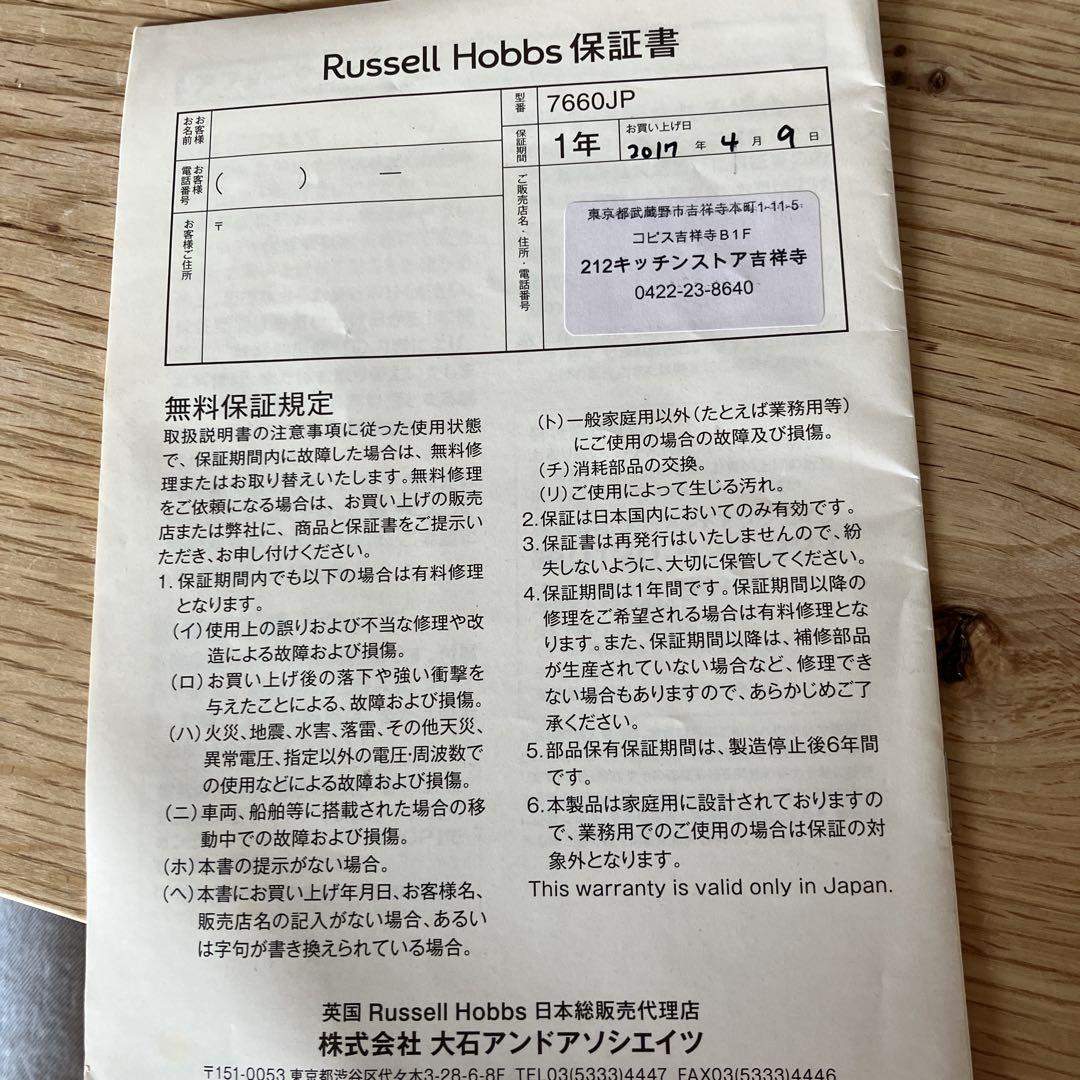 Russell Hobbs 保証書
お客様
お名前
お客様
電話番号
(　　　)　　　—
お客様ご住所
〒
型番
7660JP
保証期間
1年
お買い上げ日
2017 年 4 月 9 日
ご販売店名・住所・電話番号
東京都武蔵野市吉祥寺本町1-11-5
コピス吉祥寺B1F
212キッチンストア吉祥寺
0422-23-8640
無料保証規定
取扱説明書の注意事項に従った使用状態
で、保証期間内に故障した場合は、無料修
理またはお取り替えいたします。無料修理
をご依頼になる場合は、お買い上げの販売
店または弊社に、商品と保証書をご提示い
ただき、お申し付けください。
1.保証期間内でも以下の場合は有料修理
となります。
(イ)使用上の誤りおよび不当な修理や改
造による故障および損傷。
(ロ)お買い上げ後の落下や強い衝撃を
与えたことによる、故障および損傷。
(ハ)火災、地震、水害、落雷、その他天災、
異常電圧、指定以外の電圧・周波数で
の使用などによる故障および損傷。
(ニ)車両、船舶等に搭載された場合の移
動中での故障および損傷。
(ホ)本書の提示がない場合。
(ヘ)本書にお買い上げ年月日、お客様名、
販売店名の記入がない場合、あるい
は字句が書き換えられている場合。
(ト)一般家庭用以外(たとえば業務用等)
にご使用の場合の故障及び損傷。
(チ)消耗部品の交換。
(リ)ご使用によって生じる汚れ。
2.保証は日本国内においてのみ有効です。
3.保証書は再発行はいたしませんので、紛
失しないように、大切に保管してください。
4.保証期間は1年間です。保証期間以降の
修理をご希望される場合は有料修理とな
ります。また、保証期間以降は、補修部品
が生産されていない場合など、修理でき
ない場合もありますので、あらかじめご了
承ください。
5.部品保有保証期間は、製造停止後6年間
です。
6.本製品は家庭用に設計されておりますの
で、業務用でのご使用の場合は保証の対
象外となります。
This warranty is valid only in Japan.
英国 Russell Hobbs 日本総販売代理店
株式会社 大石アンドアソシエイツ
〒151-0053 東京都渋谷区代々木3-28-6-8F TEL03(5333)4447 FAX03(5333)4446